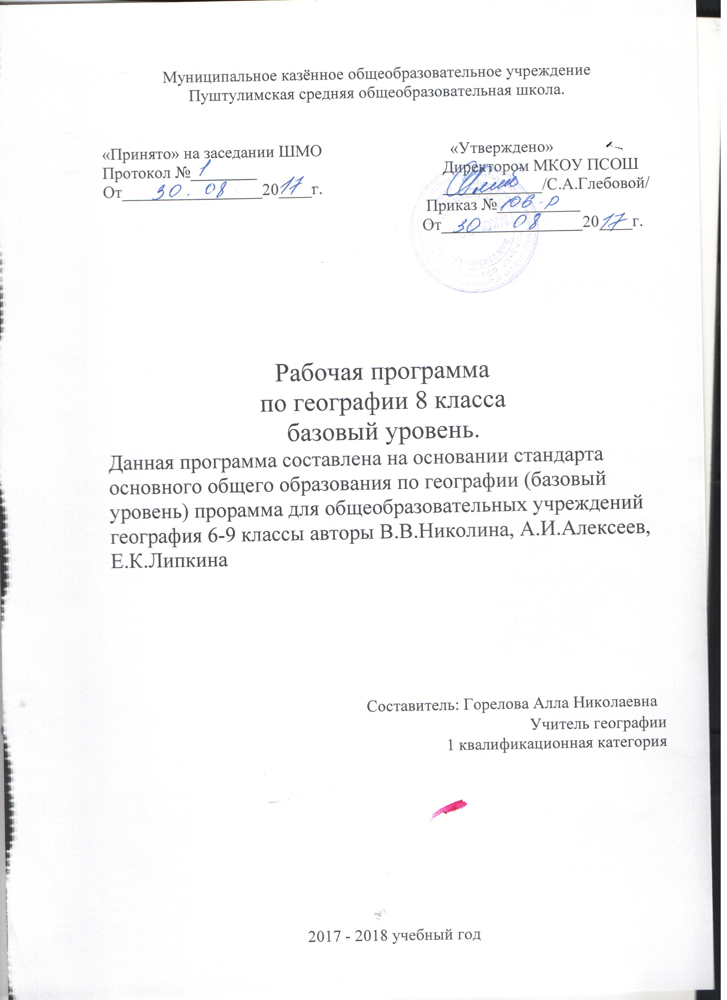 Муниципальное казённое общеобразовательное учреждение
Пуштулимская средняя общеобразовательная школа.
«Принято» на заседании ШМО
Протокол № 1
От 30. 08 2017 г.
«Утверждено»
Директором МКОУ ПСОШ
/С.А.Глебовой/
Приказ № 106-р
От 30 08 2017 г.
Рабочая программа
по географии 8 класса
базовый уровень.
Данная программа составлена на основании стандарта
основного общего образования по географии (базовый
уровень) прорамма для общеобразовательных учреждений
география 6-9 классы авторы В.В.Николина, А.И.Алексеев,
Е.К.Липкина
Составитель: Горелова Алла Николаевна
Учитель географии
1 квалификационная категория
2017 - 2018 учебный год